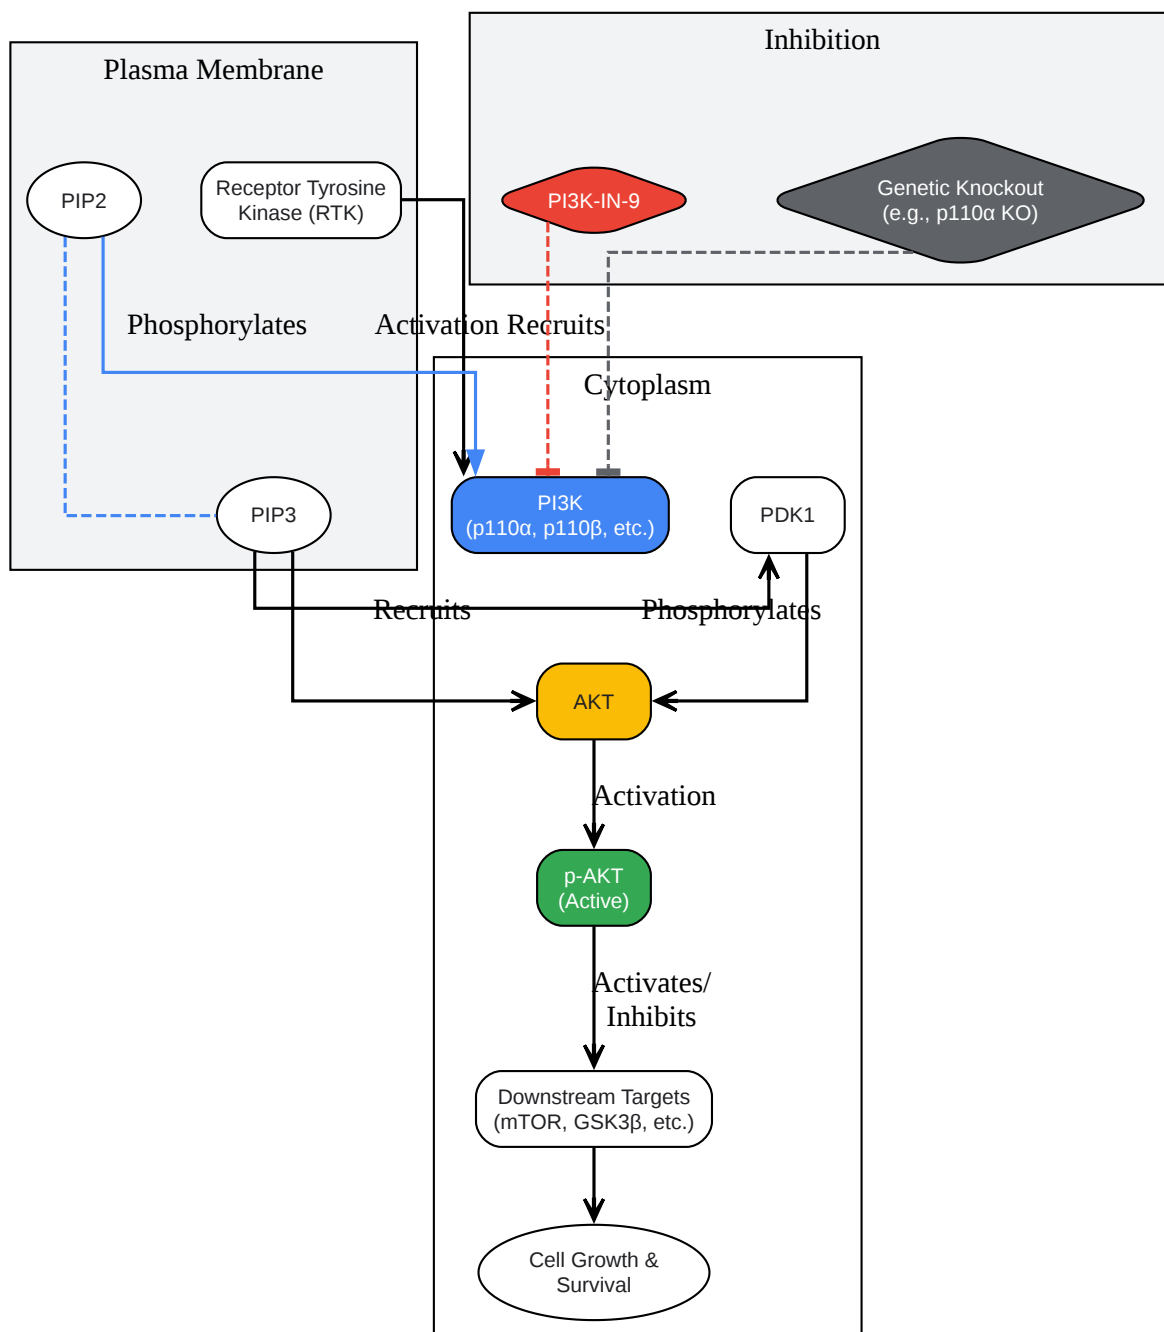 Inhibition
Plasma Membrane
PIP2
Receptor Tyrosine
Kinase (RTK)
PI3K-IN-9
Genetic Knockout
(e.g., p110α KO)
Phosphorylates
Activation Recruits
Cytoplasm
PIP3
PI3K
(p110α, p110β, etc.)
PDK1
Recruits
Phosphorylates
AKT
Activation
p-AKT
(Active)
Activates/
Inhibits
Downstream Targets
(mTOR, GSK3β, etc.)
Cell Growth &
Survival